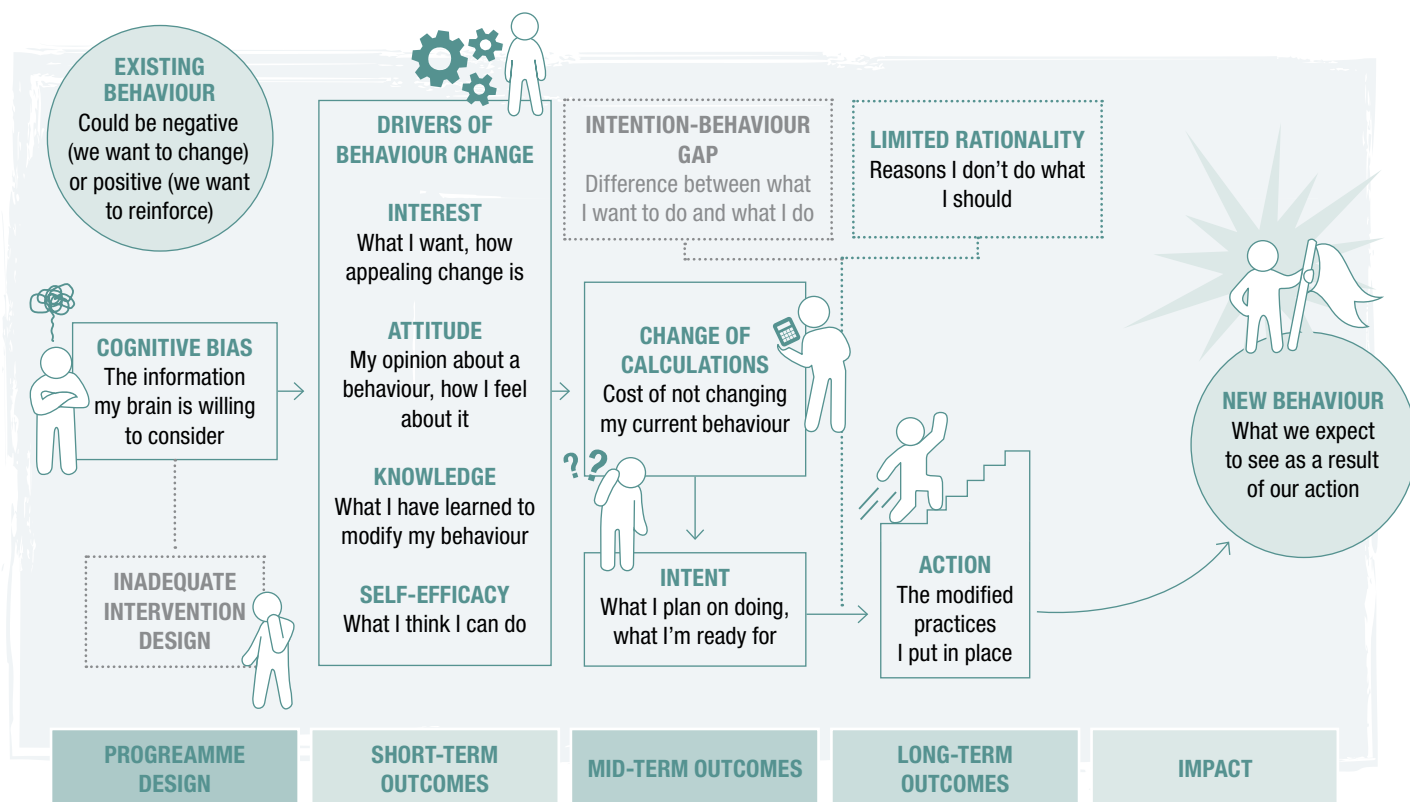 EXISTING
BEHAVIOUR
Could be negative
(we want to change)
or positive (we want
to reinforce)
COGNITIVE BIAS
The information
my brain is willing
to consider
INADEQUATE
INTERVENTION
DESIGN
DRIVERS OF
BEHAVIOUR CHANGE
INTEREST
What I want, how
appealing change is
ATTITUDE
My opinion about a
behaviour, how I feel
about it
KNOWLEDGE
What I have learned to
modify my behaviour
SELF-EFFICACY
What I think I can do
INTENTION-BEHAVIOUR
GAP
Difference between what
I want to do and what I do
LIMITED RATIONALITY
Reasons I don’t do what
I should
CHANGE OF
CALCULATIONS
Cost of not changing
my current behaviour
??
INTENT
What I plan on doing,
what I’m ready for
ACTION
The modified
practices
I put in place
NEW BEHAVIOUR
What we expect
to see as a result
of our action
PROGREAMME
DESIGN
SHORT-TERM
OUTCOMES
MID-TERM OUTCOMES
LONG-TERM
OUTCOMES
IMPACT